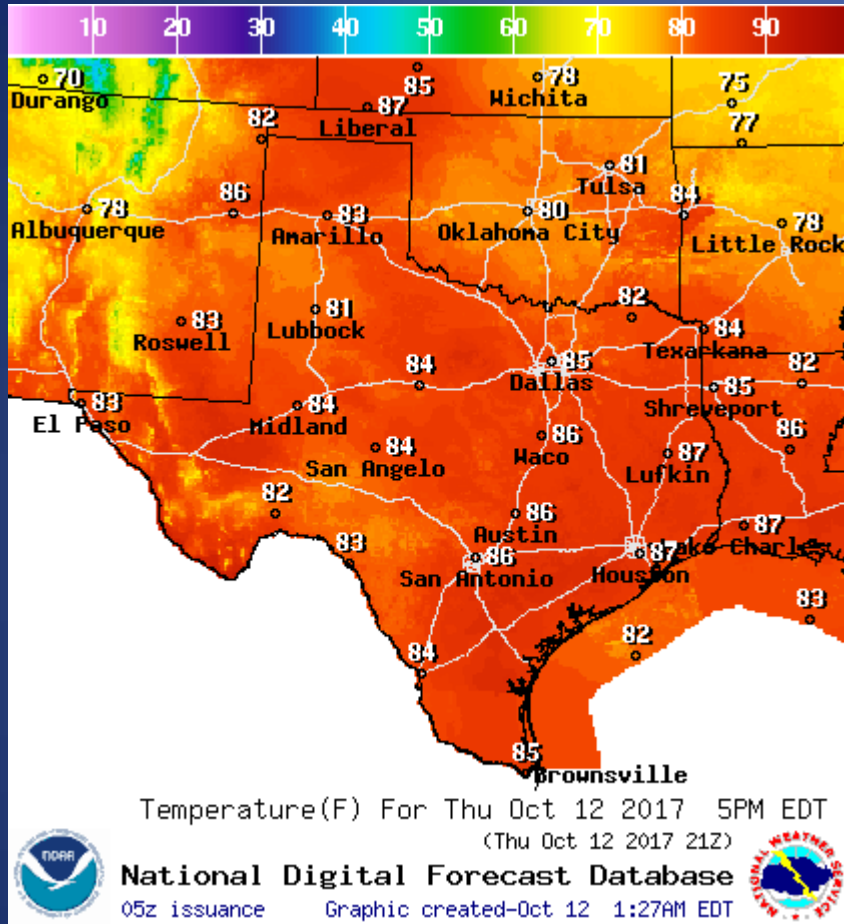 10 20 30 40 50 60 70 80 90
70 85 78 75
Durango 87 Wichita
82 Liberal 77
81
Tulsa
86 84
78 83 80 78
Albuquerque Amarillo Oklahoma City Little Rock
83 81 82
Roswell Lubbock 84
Texarkana
84 85 82
Dallas 85
83 84 Shreveport
El Paso Midland 86
84 86 87
San Angelo Waco Lufkin
82 86 87
Austin Lake Charles
83 86 87
San Antonio Houston
83
82
84
85
Brownsville
Temperature(F) For Thu Oct 12 2017 5PM EDT
(Thu Oct 12 2017 21Z)
NOAA
National Digital Forecast Database
05z issuance Graphic created-Oct 12 1:27AM EDT
NATIONAL WEATHER SERVICE